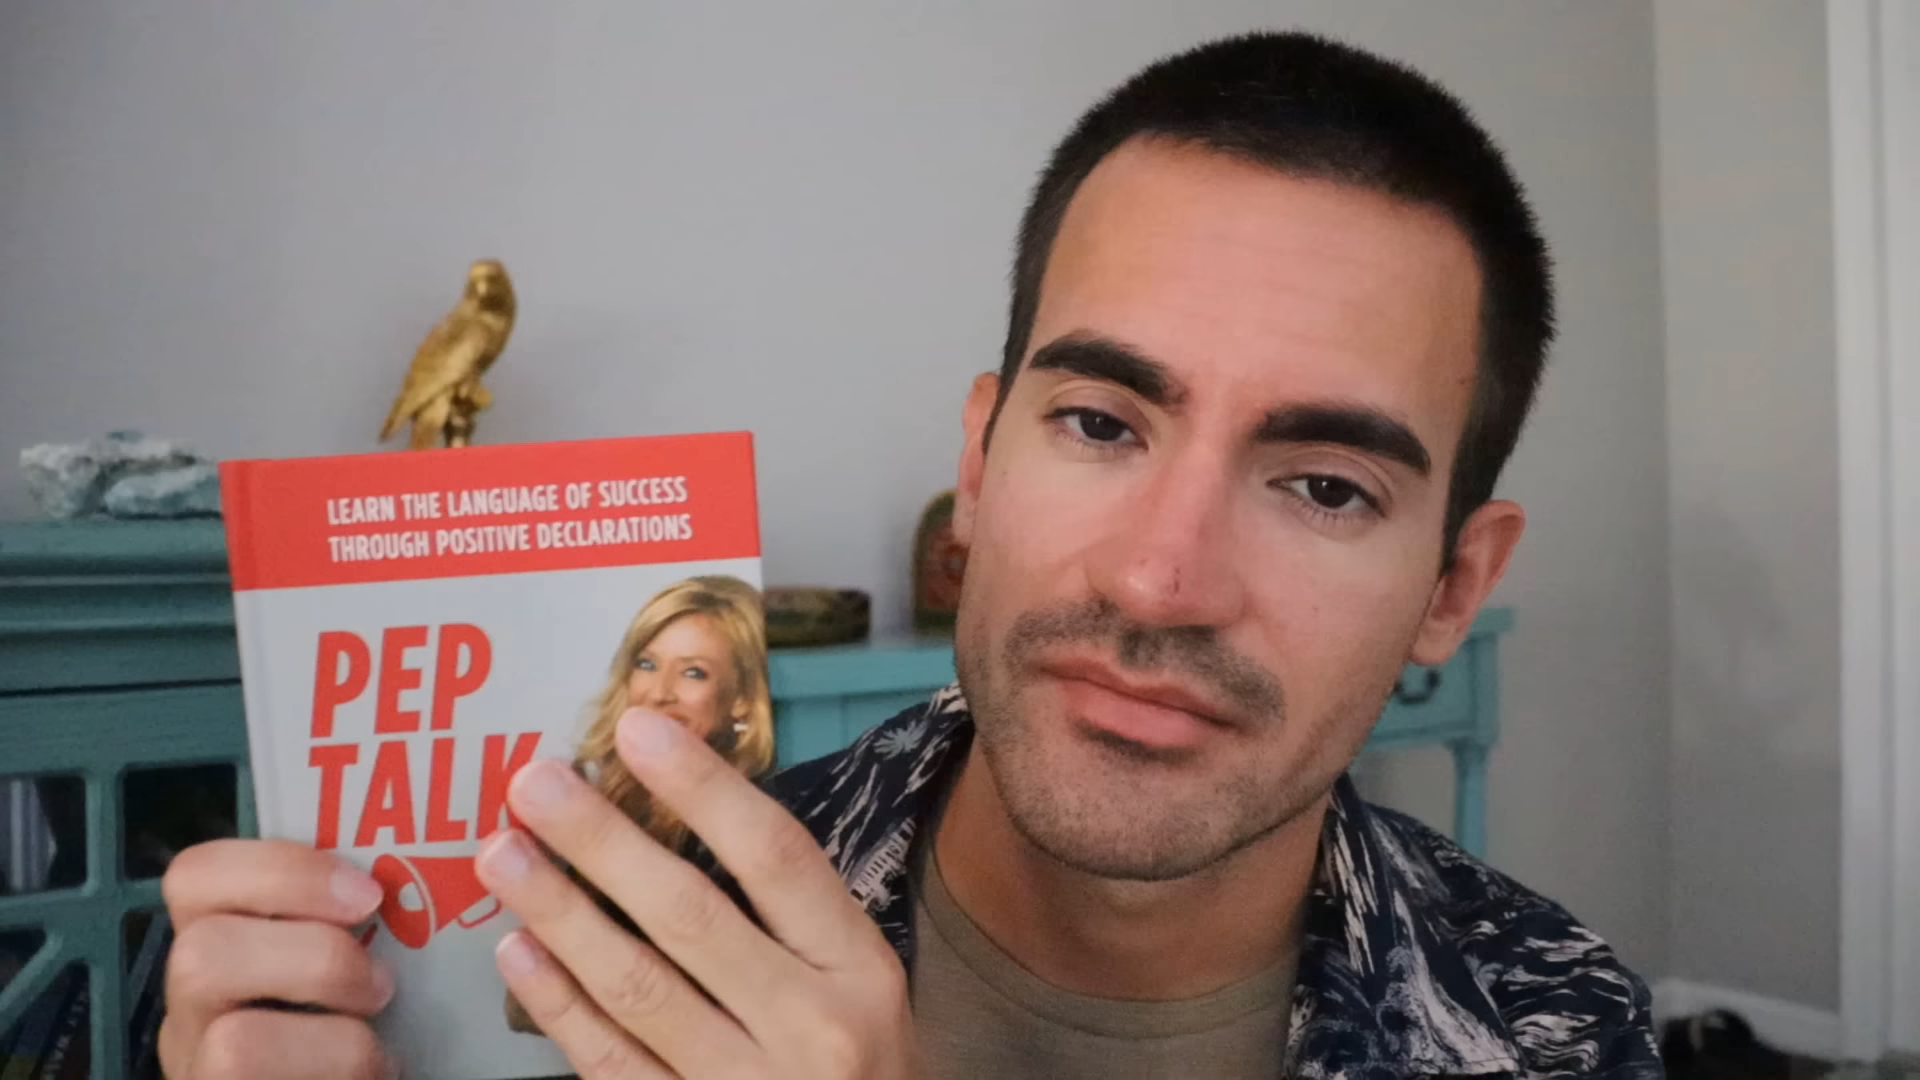 LEARN THE LANGUAGE OF SUCCESS
THROUGH POSITIVE DECLARATIONS
PEP
TALK